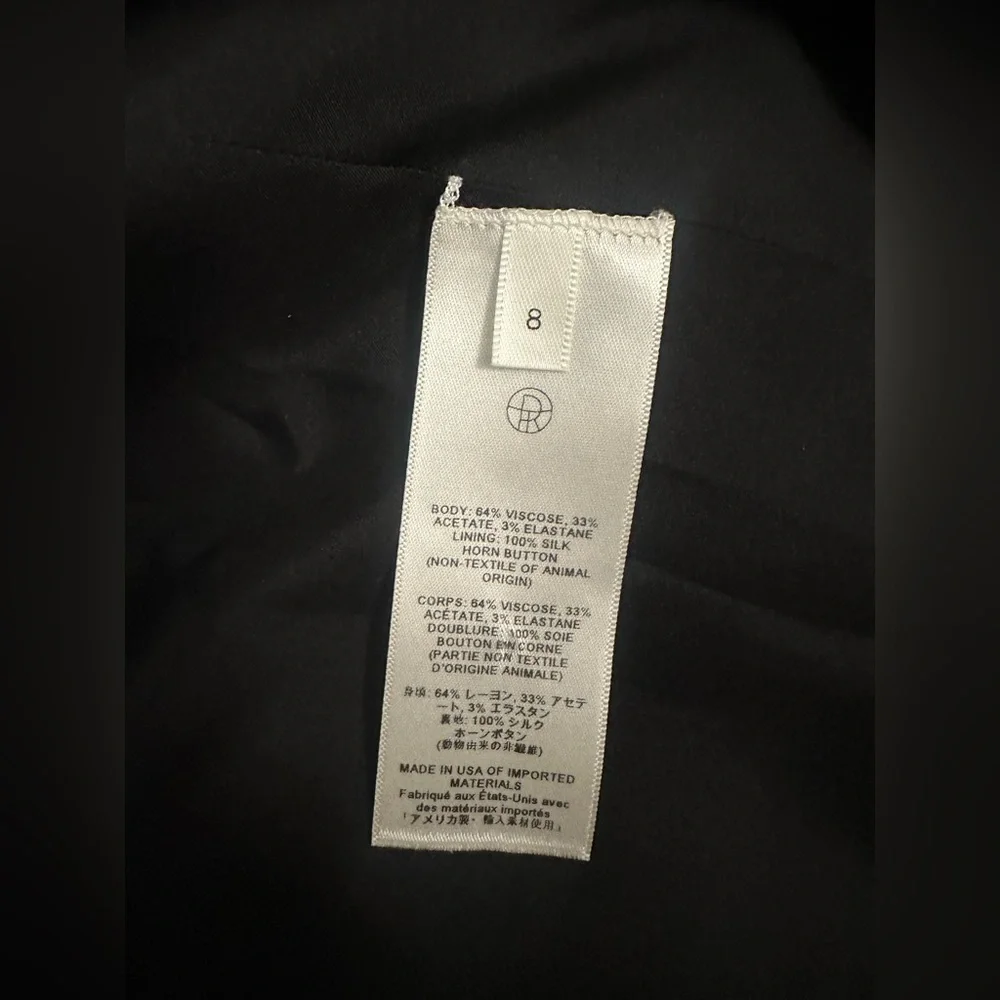 8
BODY: 64% VISCOSE, 33%
ACETATE, 3% ELASTANE
LINING: 100% SILK
HORN BUTTON
(NON-TEXTILE OF ANIMAL
ORIGIN)
CORPS: 64% VISCOSE, 33%
ACÉTATE, 3% ELASTANE
DOUBLURE: 100% SOIE
BOUTON EN CORNE
(PARTIE NON TEXTILE
D'ORIGINE ANIMALE)
身頃: 64% レーヨン, 33% アセテ
ート, 3% エラスタン
裏地: 100% シルク
ホーンボタン
(動物由来の非繊維)
MADE IN USA OF IMPORTED
MATERIALS
Fabriqué aux États-Unis avec
des matériaux importés
「アメリカ製・輸入素材使用」